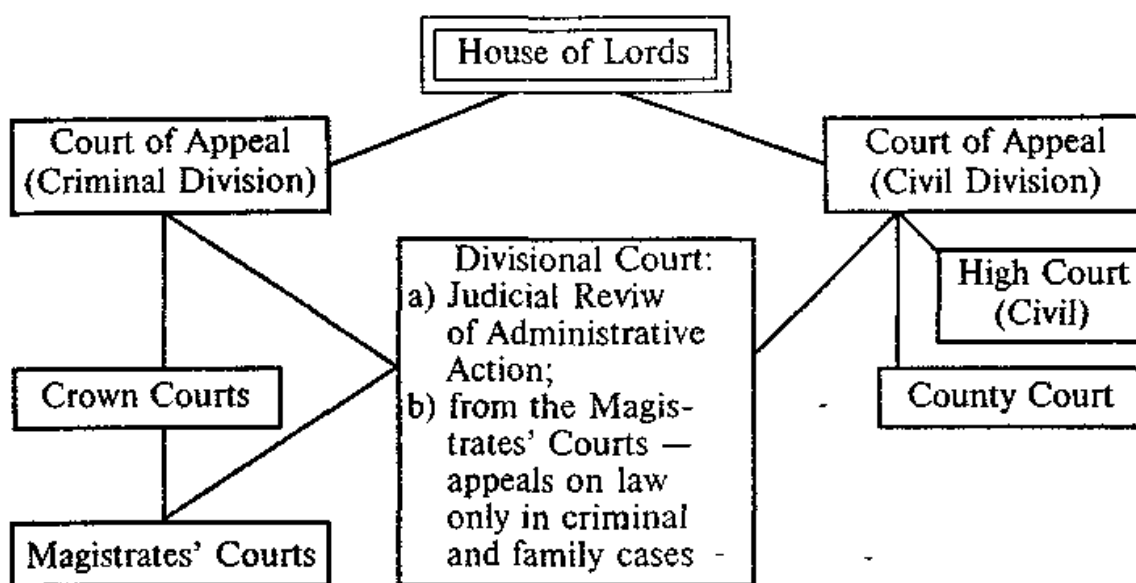 House of Lords
Court of Appeal
(Criminal Division)
Court of Appeal
(Civil Division)
Divisional Court:
a) Judicial Reviw
of Administrative
Action;
b) from the Magis-
trates' Courts —
appeals on law
only in criminal
and family cases
High Court
(Civil)
Crown Courts
County Court
Magistrates' Courts